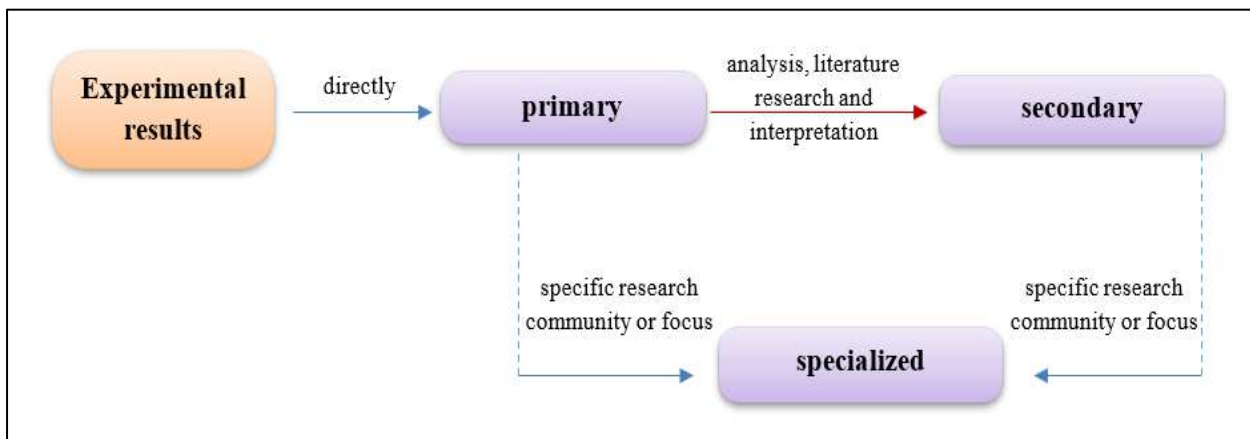 Experimental
results
directly
primary
analysis, literature
research and
interpretation
secondary
specific research
community or focus
specialized
specific research
community or focus